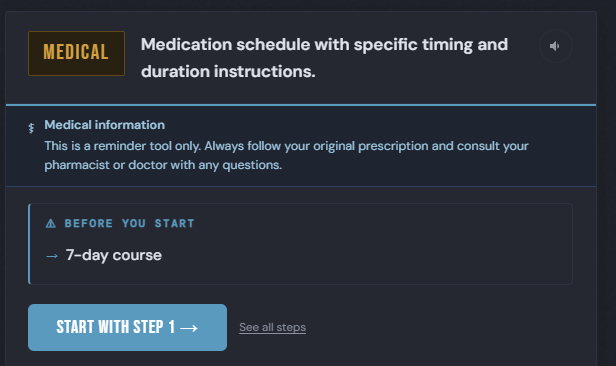 MEDICAL
Medication schedule with specific timing and
duration instructions.
Medical information
This is a reminder tool only. Always follow your original prescription and consult your
pharmacist or doctor with any questions.
⚠ BEFORE YOU START
→ 7-day course
START WITH STEP 1 →
See all steps